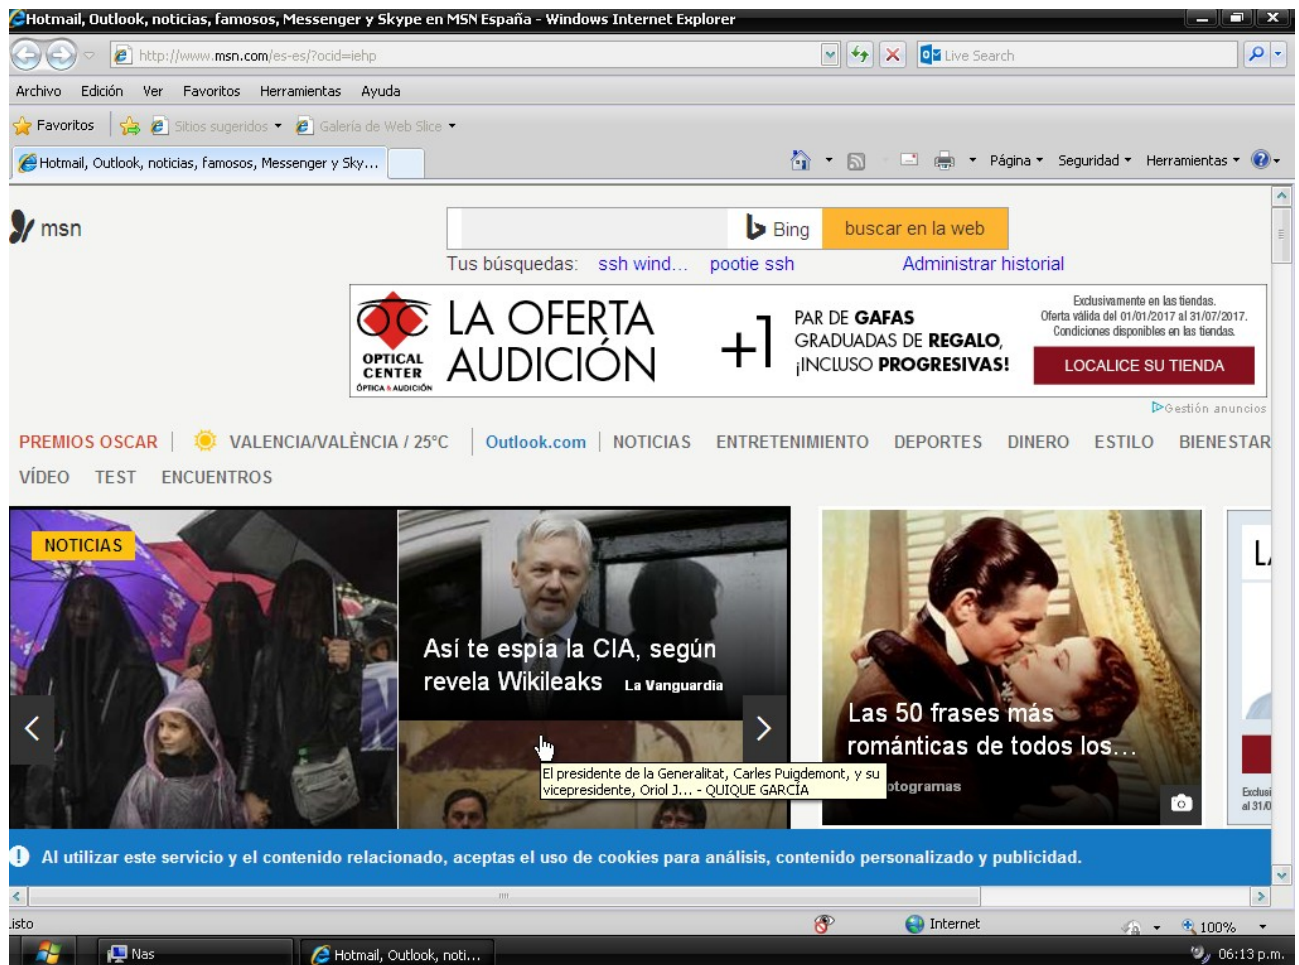 Hotmail, Outlook, noticias, famosos, Messenger y Skype en MSN España - Windows Internet Explorer
http://www.msn.com/es-es/?ocid=iehp
Live Search
Archivo Edición Ver Favoritos Herramientas Ayuda
Favoritos Sitios sugeridos Galería de Web Slice
Hotmail, Outlook, noticias, famosos, Messenger y Sky...
Página Seguridad Herramientas
msn
Bing buscar en la web
Tus búsquedas: ssh wind... pootie ssh Administrar historial
OPTICAL
CENTER
ÓPTICA & AUDICIÓN
LA OFERTA
AUDICIÓN
+1
PAR DE GAFAS
GRADUADAS DE REGALO,
¡INCLUSO PROGRESIVAS!
Exclusivamente en las tiendas.
Oferta válida del 01/01/2017 al 31/07/2017.
Condiciones disponibles en las tiendas.
LOCALICE SU TIENDA
Gestión anuncios
PREMIOS OSCAR VALENCIA/VALÈNCIA / 25°C Outlook.com NOTICIAS ENTRETENIMIENTO DEPORTES DINERO ESTILO BIENESTAR
VÍDEO TEST ENCUENTROS
NOTICIAS
Así te espía la CIA, según
revela Wikileaks La Vanguardia
El presidente de la Generalitat, Carles Puigdemont, y su
vicepresidente, Oriol J... - QUIQUE GARCÍA
Las 50 frases más
románticas de todos los...
otogramas
LA
Exclusi
al 31/0
Al utilizar este servicio y el contenido relacionado, aceptas el uso de cookies para análisis, contenido personalizado y publicidad.
isto
Internet
100%
Nas
Hotmail, Outlook, noti...
06:13 p.m.